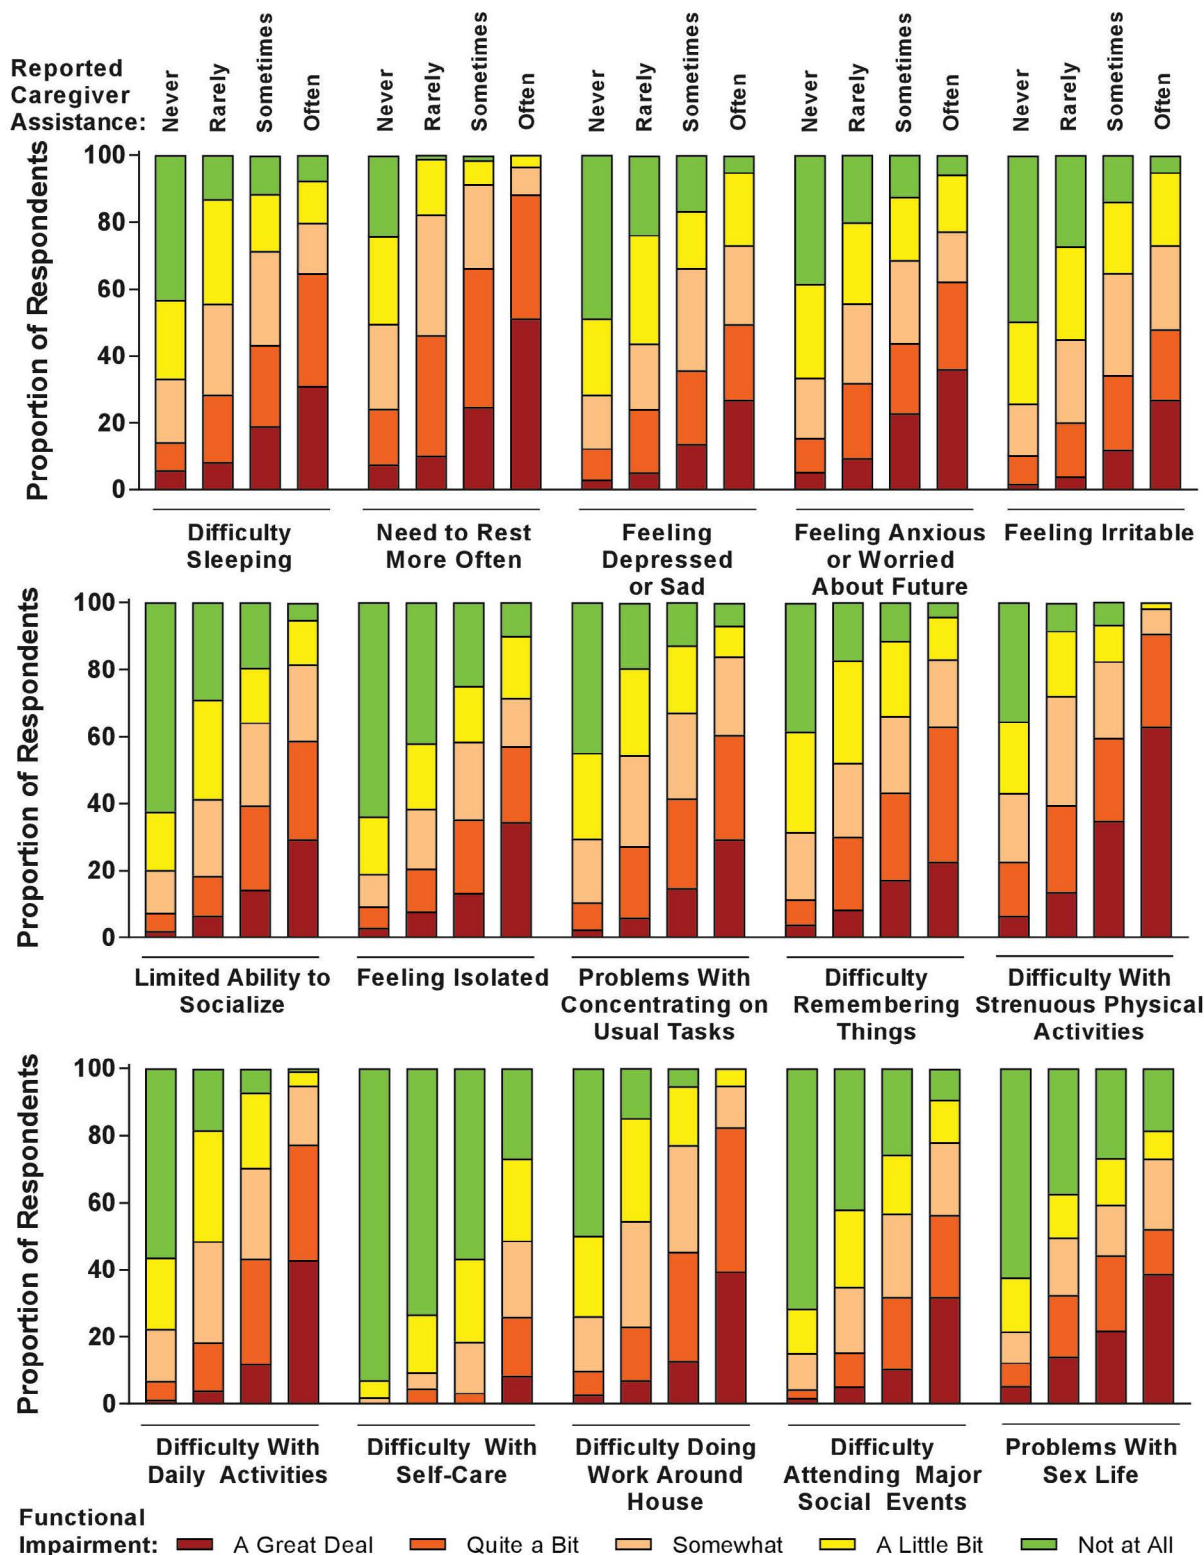 Reported
Caregiver
Assistance:
Never
Rarely
Sometimes
Often
Never
Rarely
Sometimes
Often
Never
Rarely
Sometimes
Often
Never
Rarely
Sometimes
Often
Never
Rarely
Sometimes
Often
Proportion of Respondents
100
80
60
40
20
0
Difficulty
Sleeping
Need to Rest
More Often
Feeling
Depressed
or Sad
Feeling Anxious
or Worried
About Future
Feeling Irritable
Proportion of Respondents
100
80
60
40
20
0
Limited Ability to
Socialize
Feeling Isolated
Problems With
Concentrating on
Usual Tasks
Difficulty
Remembering
Things
Difficulty With
Strenuous Physical
Activities
Proportion of Respondents
100
80
60
40
20
0
Difficulty With
Daily Activities
Difficulty With
Self-Care
Difficulty Doing
Work Around
House
Difficulty
Attending Major
Social Events
Problems With
Sex Life
Functional
Impairment:
A Great Deal
Quite a Bit
Somewhat
A Little Bit
Not at All